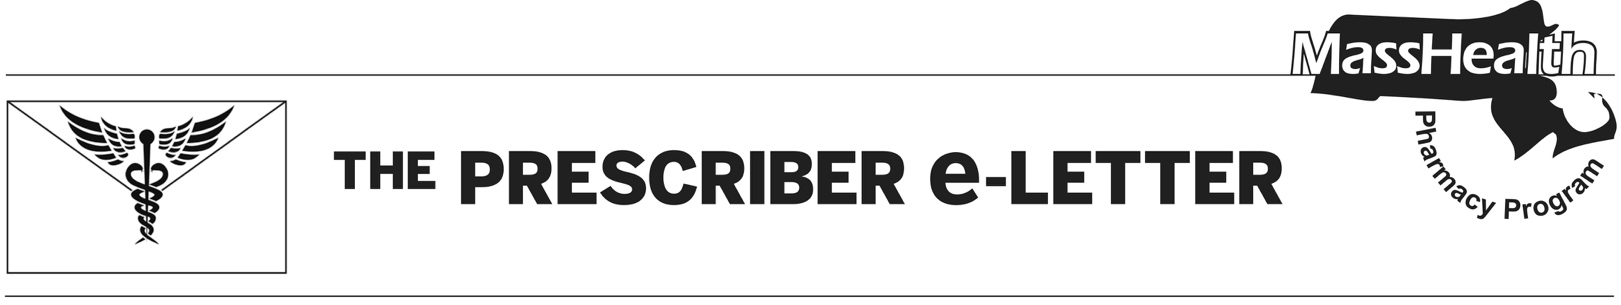 MassHealth
Pharmacy Program
THE PRESCRIBER e-LETTER